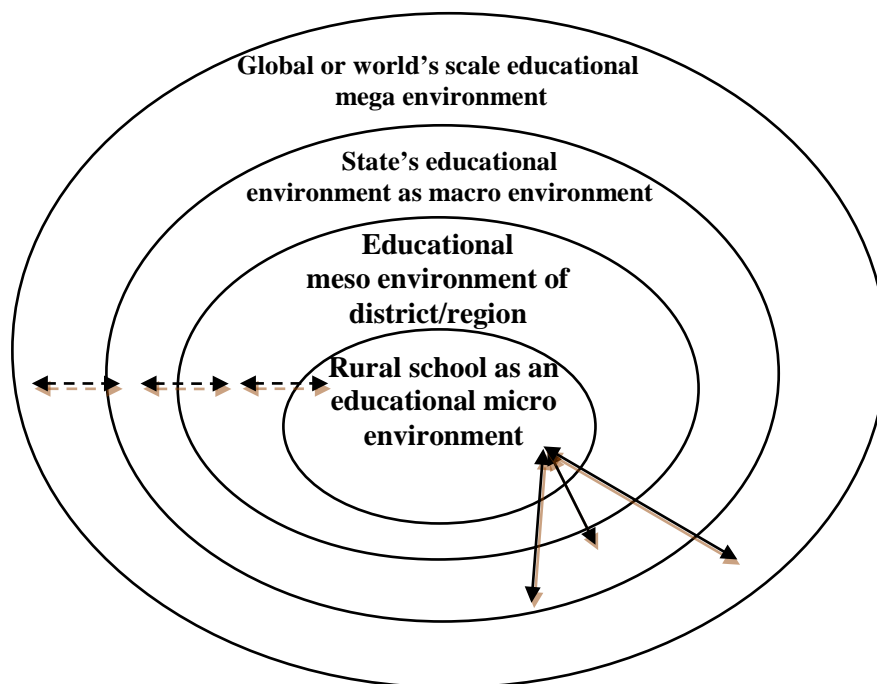 Global or world's scale educational
mega environment
State's educational
environment as macro environment
Educational
meso environment of
district/region
Rural school as an
educational micro
environment